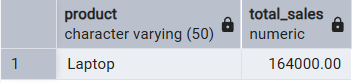 product total_sales
character varying (50) numeric
1 Laptop 164000.00